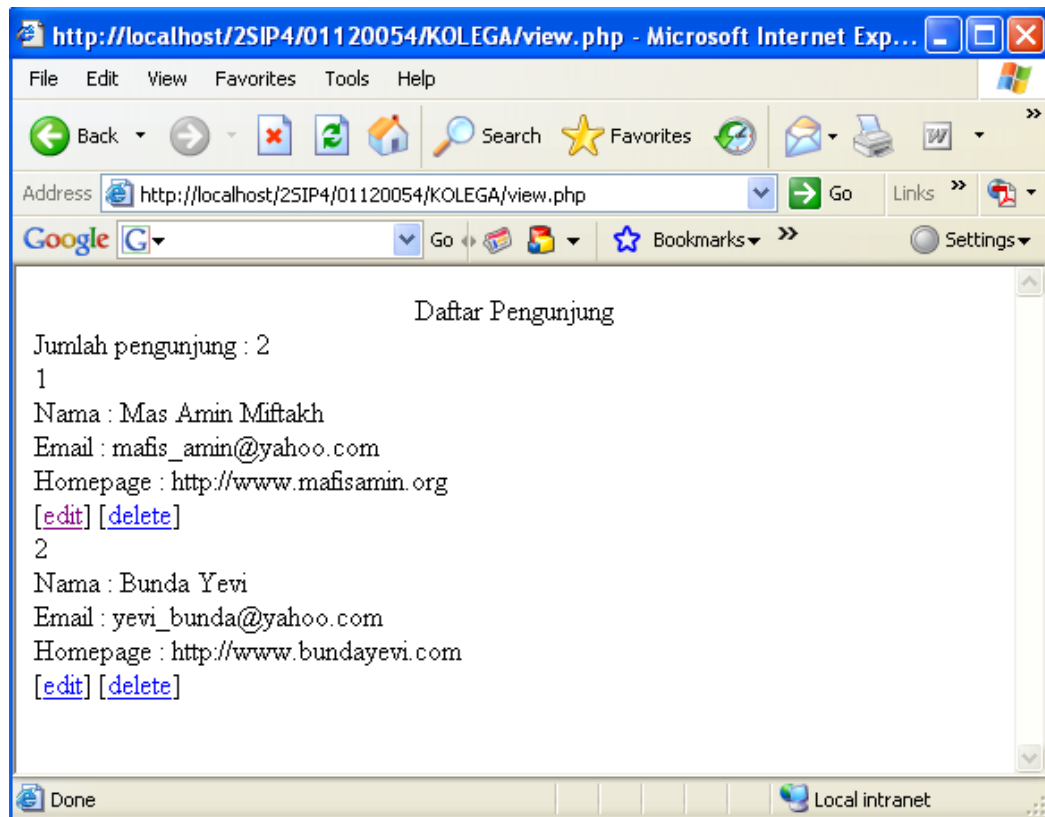 http://localhost/2SIP4/01120054/KOLEGA/view.php - Microsoft Internet Exp...
File Edit View Favorites Tools Help
Back Search Favorites W »
Address http://localhost/2SIP4/01120054/KOLEGA/view.php Go Links »
Google G Go Bookmarks » Settings
Daftar Pengunjung
Jumlah pengunjung : 2
1
Nama : Mas Amin Miftakh
Email : mafis_amin@yahoo.com
Homepage : http://www.mafisamin.org
[edit] [delete]
2
Nama : Bunda Yevi
Email : yevi_bunda@yahoo.com
Homepage : http://www.bundayevi.com
[edit] [delete]
Done Local intranet